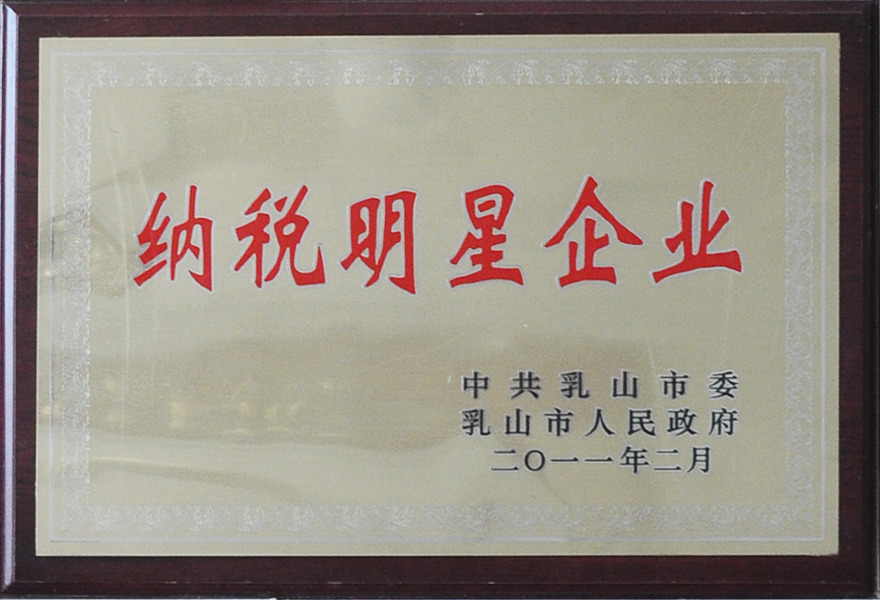 纳税明星企业
中共乳山市委
乳山市人民政府
二〇一一年二月